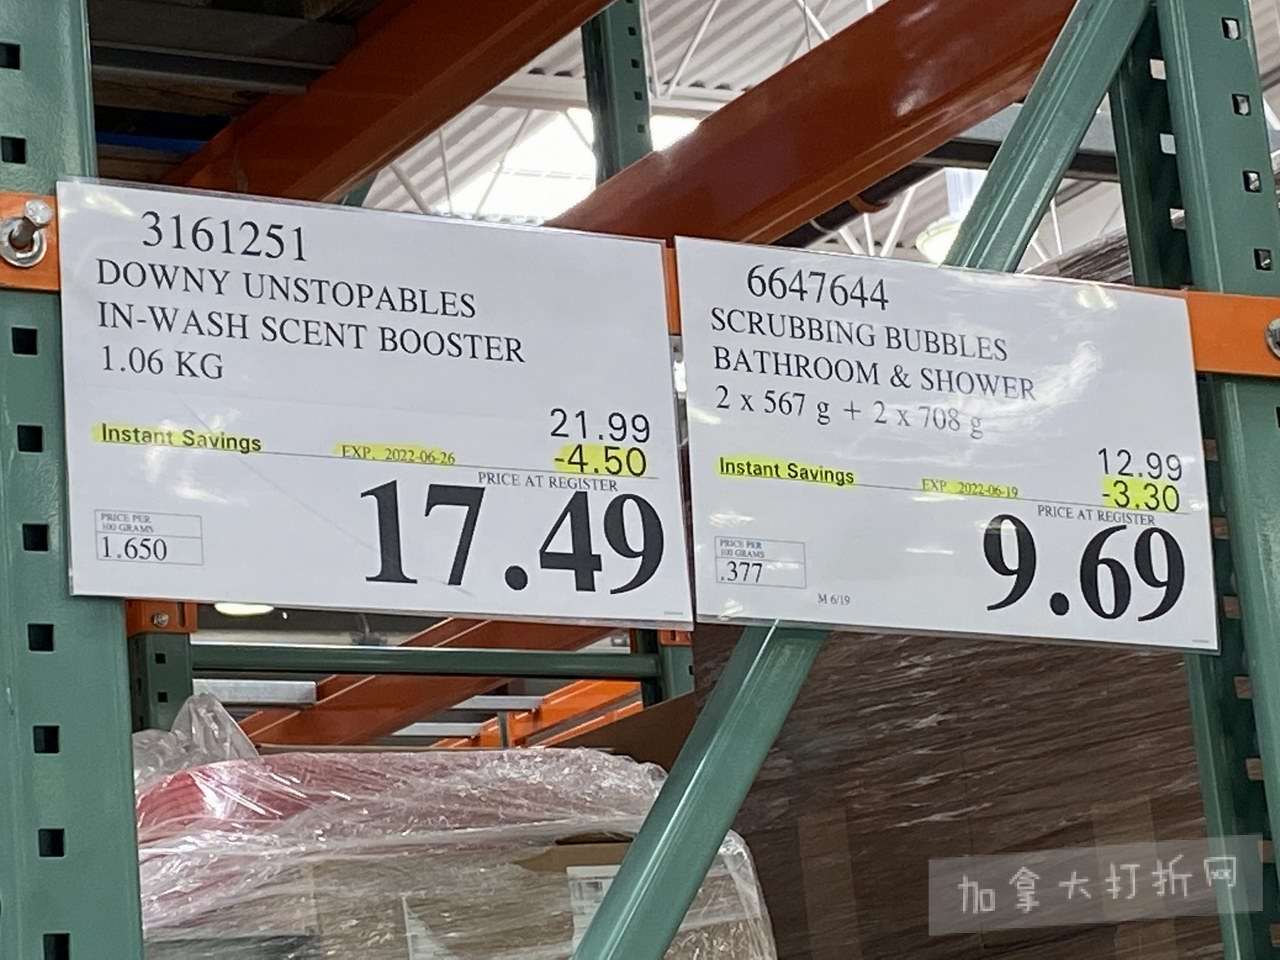 3161251
DOWNY UNSTOPABLES
IN-WASH SCENT BOOSTER
1.06 KG
21.99
Instant Savings EXP. 2022-06-26 -4.50
PRICE AT REGISTER
17.49
PRICE PER
100 GRAMS
1.650
6647644
SCRUBBING BUBBLES
BATHROOM & SHOWER
2 x 567 g + 2 x 708 g
12.99
Instant Savings EXP. 2022-06-19 -3.30
PRICE AT REGISTER
9.69
PRICE PER
100 GRAMS
.377
M 6/19
加拿大打折网